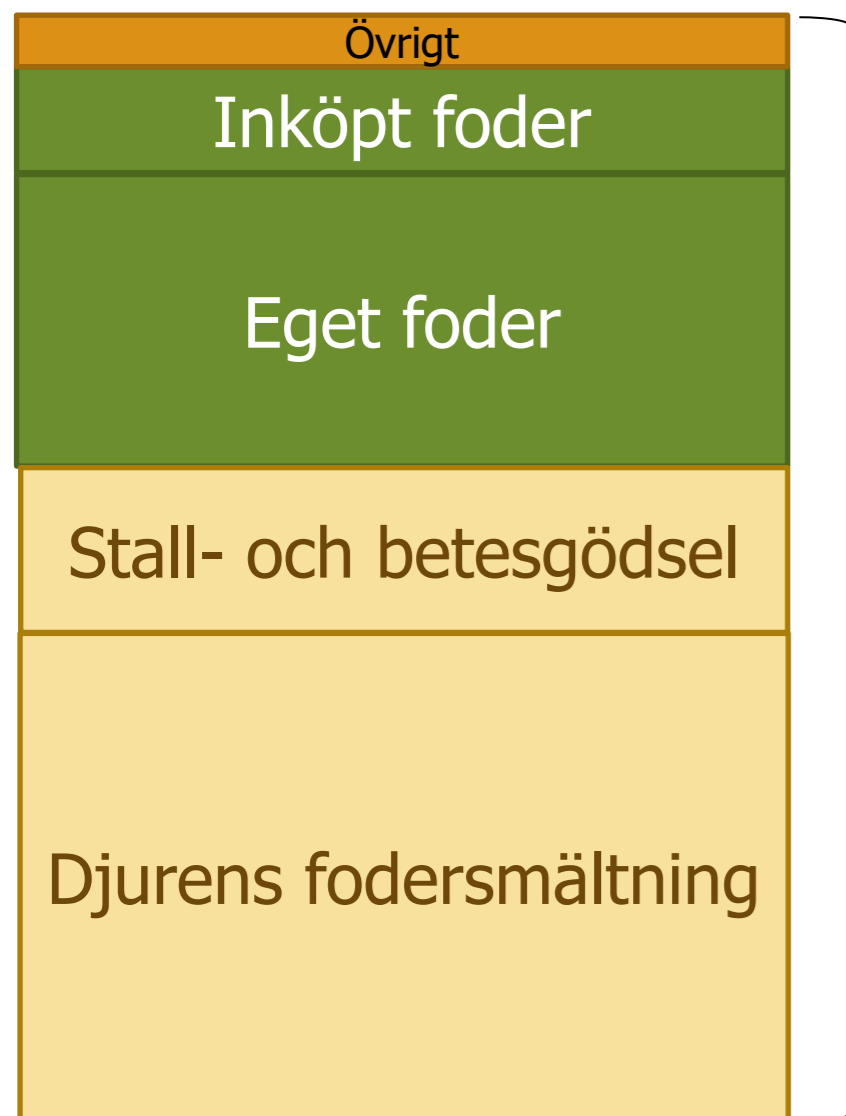 Övrigt
Inköpt foder
Eget foder
Stall- och betesgödsel
Djurens fodersmältning